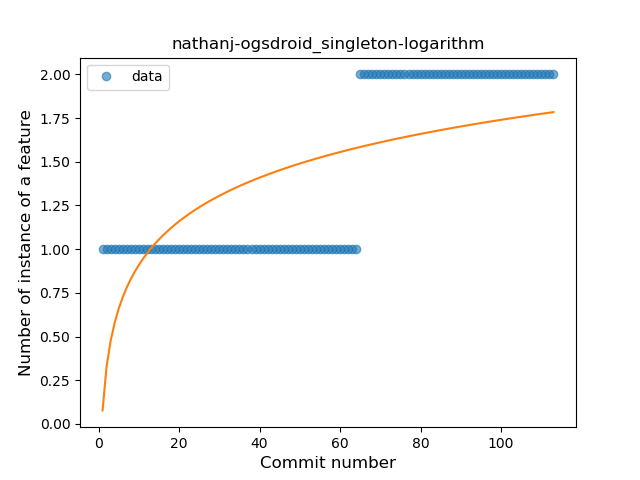 nathanj-ogsdroid_singleton-logarithm
data
Number of instance of a feature
2.00
1.75
1.50
1.25
1.00
0.75
0.50
0.25
0.00
0 20 40 60 80 100
Commit number